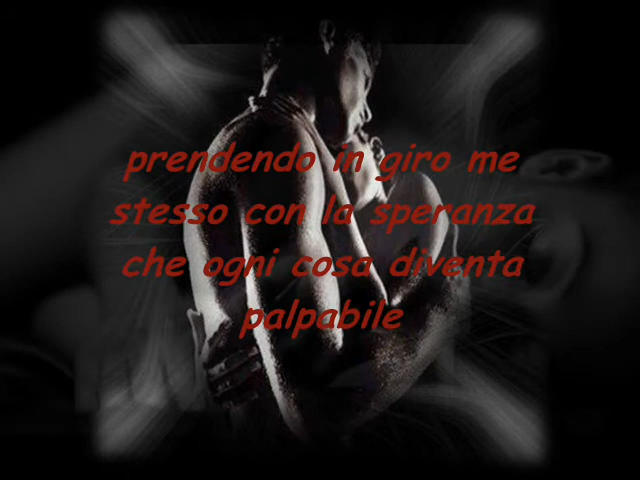 prendendo in giro me
stesso con la speranza
che ogni cosa diventa
palpabile